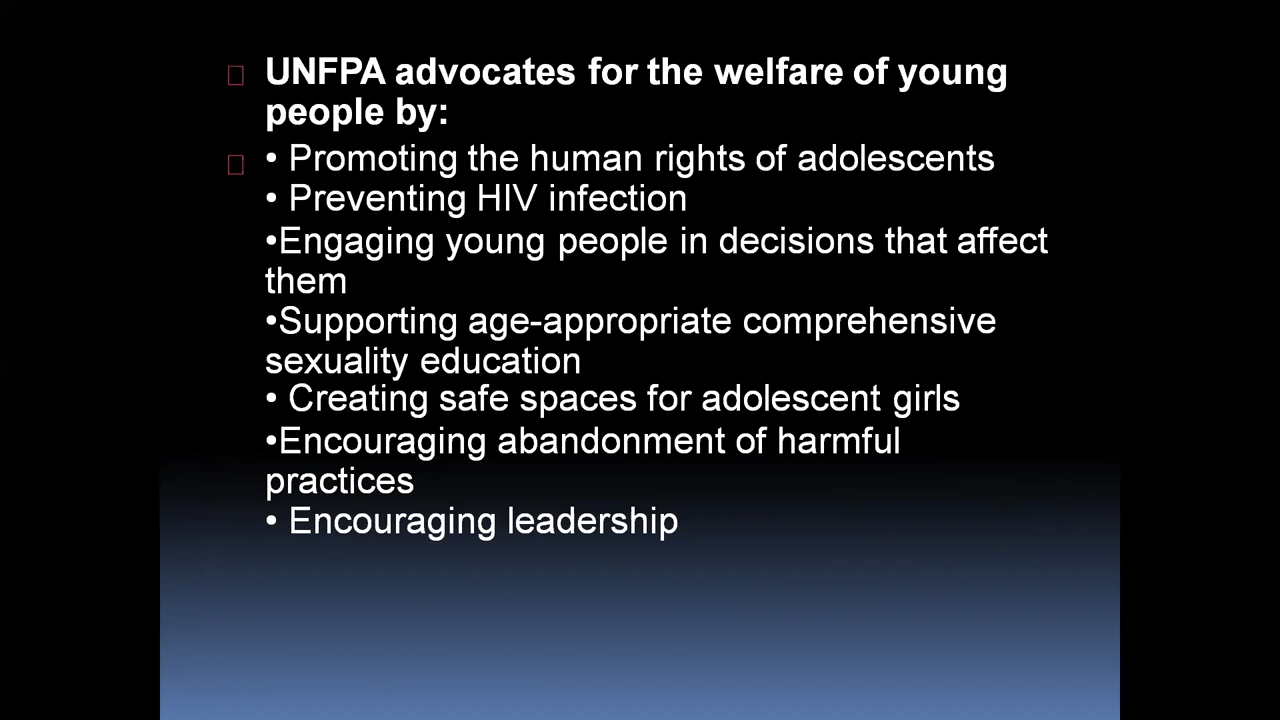 UNFPA advocates for the welfare of young
people by:
• Promoting the human rights of adolescents
• Preventing HIV infection
•Engaging young people in decisions that affect
them
•Supporting age-appropriate comprehensive
sexuality education
• Creating safe spaces for adolescent girls
•Encouraging abandonment of harmful
practices
• Encouraging leadership